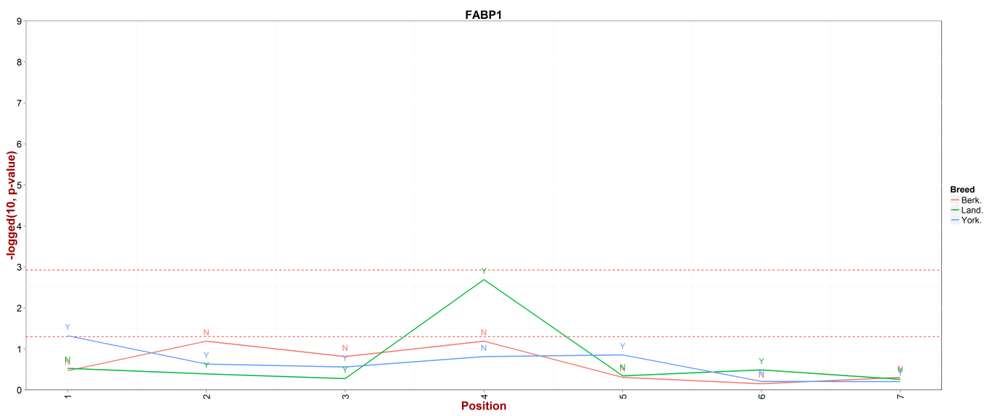 FABP1
9
8
7
6
5
4
3
2
1
0
-logged(10, p-value)
Y
N
N
N
Y
Y
N
Y
Y
Y
N
N
Y
N
N
Y
N
N
1 2 3 4 5 6 7
Position
Breed
Berk.
Land.
York.